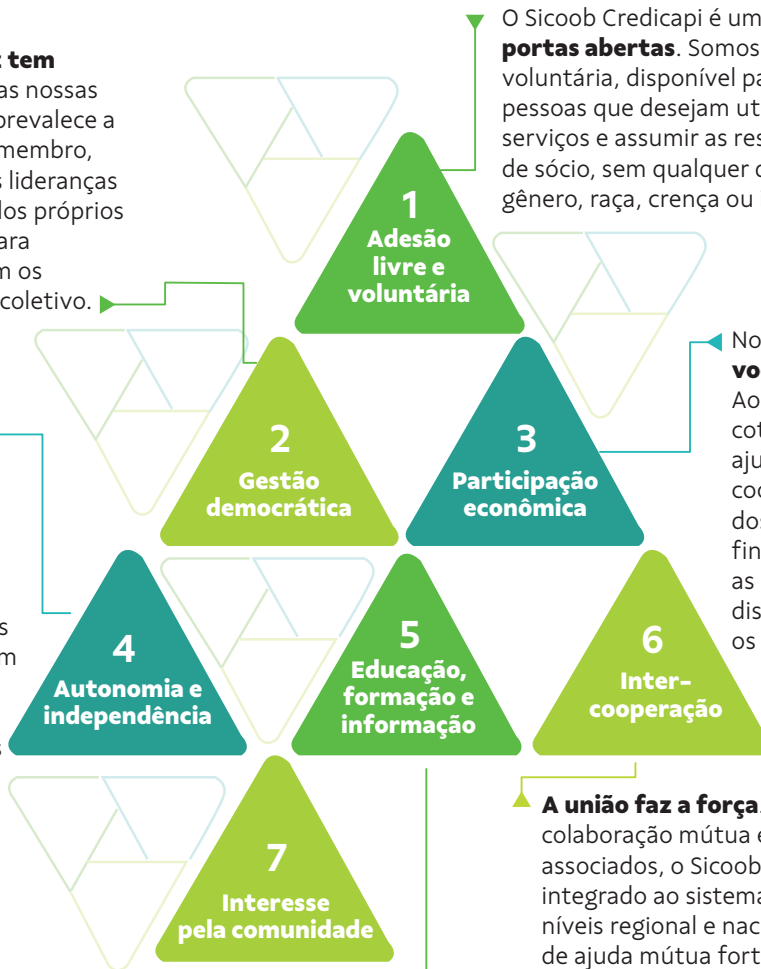 O Sicoob Credicapi é um
portas abertas. Somos
voluntária, disponível pa
pessoas que desejam ut
serviços e assumir as res
de sócio, sem qualquer
gênero, raça, crença ou
1
Adesão
livre e
voluntária
tem
as nossas
prevalece a
membro,
lideranças
dos próprios
ara
m os
coletivo.
2
Gestão
democrática
3
Participação
econômica
No
vo
Ao
cot
aju
coo
dos
fin
as
dis
os
4
Autonomia e
independência
s
m
s
5
Educação,
formação e
informação
6
Inter-
cooperação
A união faz a força.
colaboração mútua e
associados, o Sicoob
integrado ao sistema
níveis regional e nac
de ajuda mútua fort
7
Interesse
pela comunidade